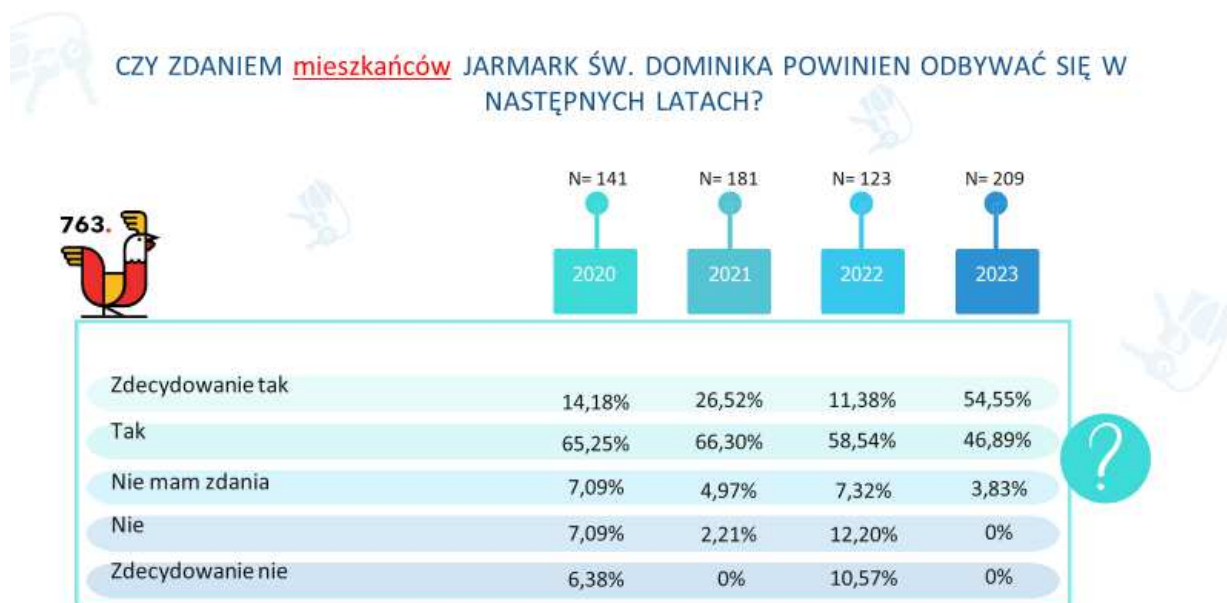 CZY ZDANIEM mieszkańców JARMARK ŚW. DOMINIKA POWINIEN ODBYWAĆ SIĘ W
NASTĘPNYCH LATACH?
N= 141 N= 181 N= 123 N= 209
763.
2020 2021 2022 2023
Zdecydowanie tak 14,18% 26,52% 11,38% 54,55%
Tak 65,25% 66,30% 58,54% 46,89%
Nie mam zdania 7,09% 4,97% 7,32% 3,83%
Nie 7,09% 2,21% 12,20% 0%
Zdecydowanie nie 6,38% 0% 10,57% 0%
?